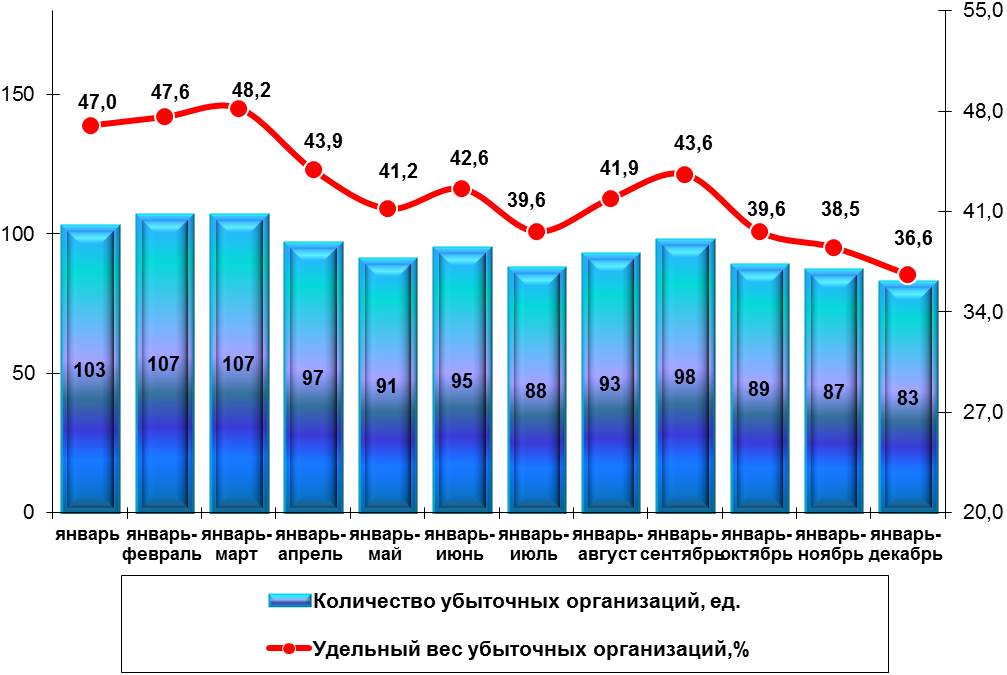 55,0
150
47,0
47,6
48,2
48,0
43,9
41,2
42,6
39,6
41,9
43,6
39,6
38,5
36,6
41,0
100
34,0
50
103
107
107
97
91
95
88
93
98
89
87
83
27,0
0
20,0
январь
январь-
февраль
январь-
март
январь-
апрель
январь-
май
январь-
июнь
январь-
июль
январь-
август
январь-
сентябрь
январь-
октябрь
январь-
ноябрь
январь-
декабрь
Количество убыточных организаций, ед.
Удельный вес убыточных организаций,%